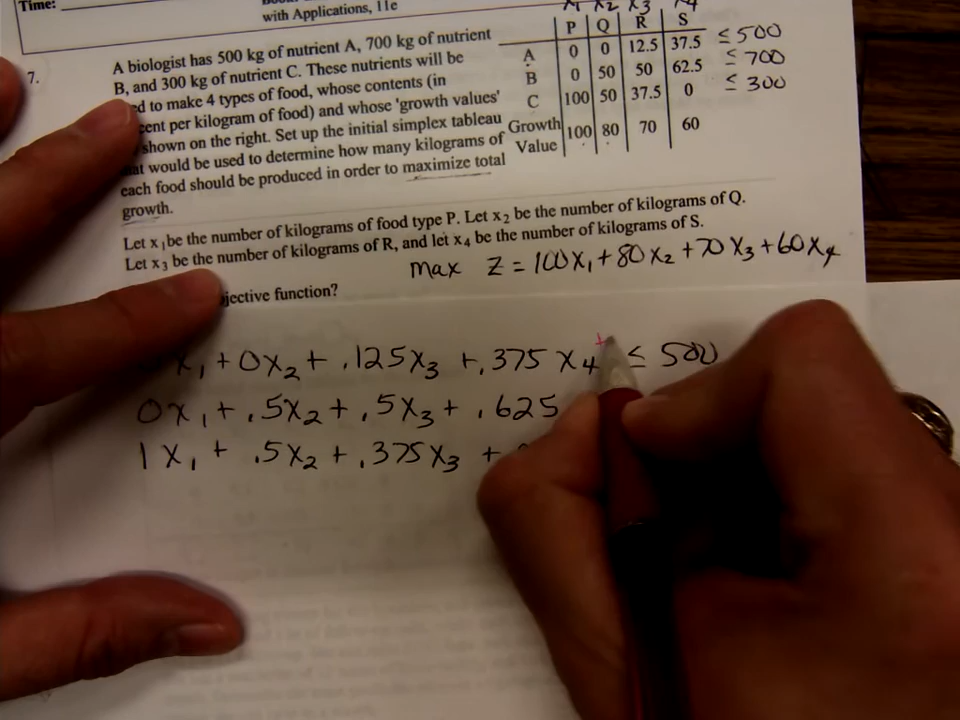 Time:
with Applications, 11e
7.
A biologist has 500 kg of nutrient A, 700 kg of nutrient
B, and 300 kg of nutrient C. These nutrients will be
to make 4 types of food, whose contents (in
per kilogram of food) and whose 'growth values'
shown on the right. Set up the initial simplex tableau
would be used to determine how many kilograms of
each food should be produced in order to maximize total
growth.
x2 x3
P Q R S
A 0 0 12.5 37.5 ≤ 500
B 0 50 50 62.5 ≤ 700
C 100 50 37.5 0 ≤ 300
Growth Value 100 80 70 60
Let x1 be the number of kilograms of food type P. Let x2 be the number of kilograms of Q.
Let x3 be the number of kilograms of R, and let x4 be the number of kilograms of S.
max z = 100x1 + 80x2 + 70x3 + 60x4
function?
x1 + 0x2 + .125x3 + .375x4 + ≤ 500
0x1 + .5x2 + .5x3 + .625
1x1 + .5x2 + .375x3 +